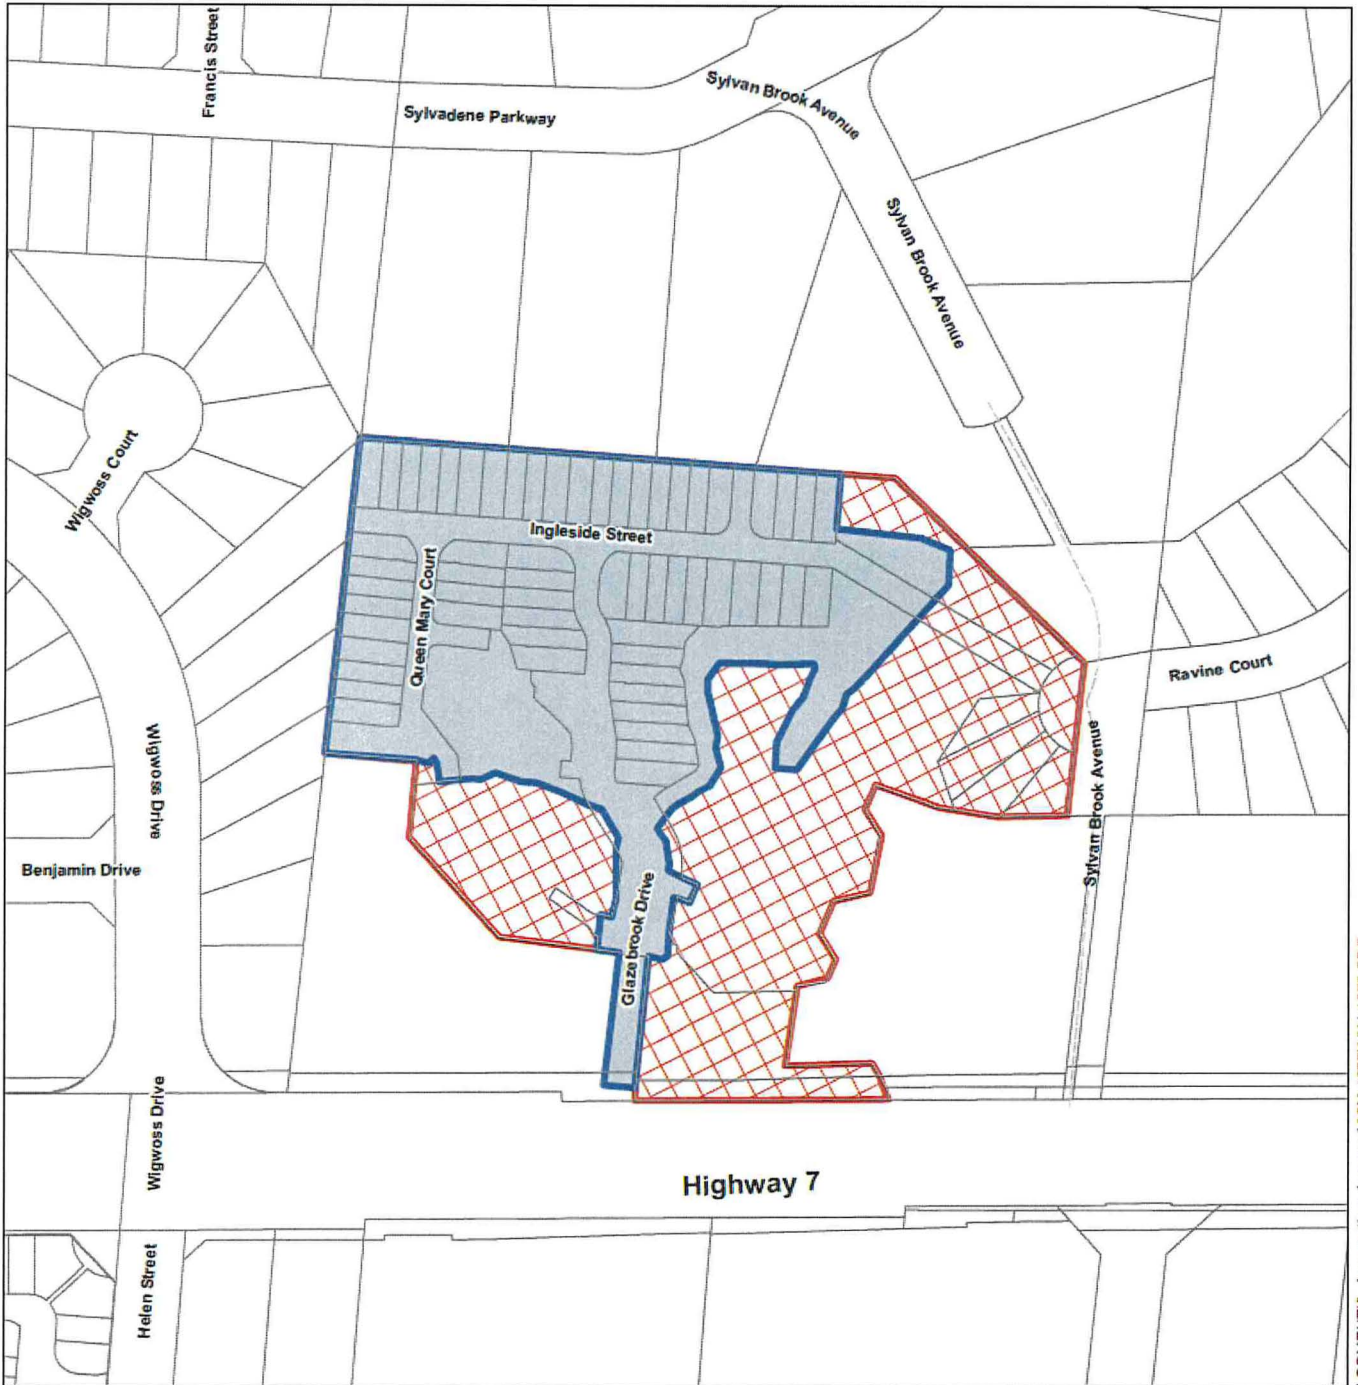 Francis Street
Sylvadene Parkway
Sylvan Brook Avenue
Sylvan Brook Avenue
Wigwoss Court
Ingleside Street
Queen Mary Court
Ravine Court
Wigwoss Drive
Sylvan Brook Avenue
Benjamin Drive
Glazebrook Drive
Wigwoss Drive
Highway 7
Helen Street